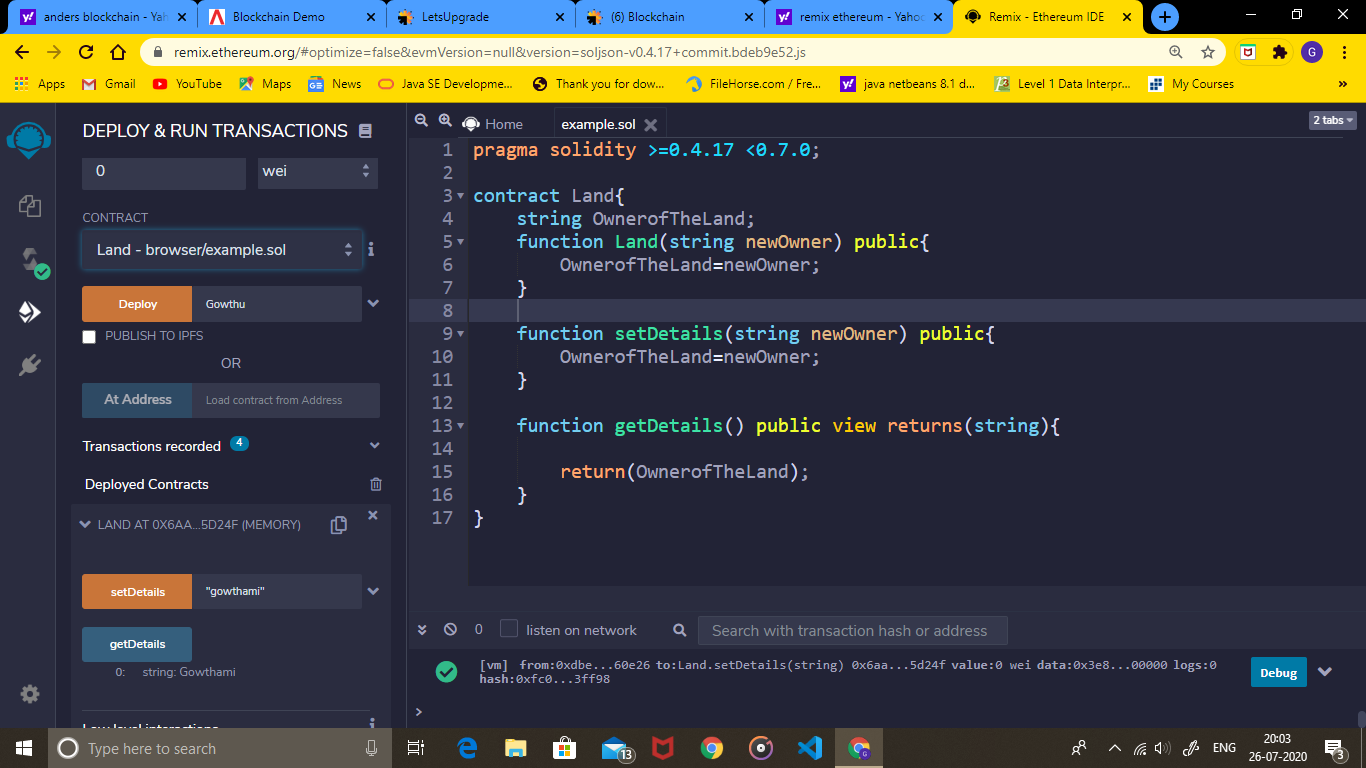 anders blockchain - Yah
Blockchain Demo
LetsUpgrade
(6) Blockchain
remix ethereum - Yahoo
Remix - Ethereum IDE
remix.ethereum.org/#optimize=false&evmVersion=null&version=soljson-v0.4.17+commit.bdeb9e52.js
G
Apps
Gmail
YouTube
Maps
News
Java SE Developme...
Thank you for dow...
FileHorse.com / Fre...
java netbeans 8.1 d...
Level 1 Data Interpr...
My Courses
»
DEPLOY & RUN TRANSACTIONS
0
wei
CONTRACT
Land - browser/example.sol
Deploy
Gowthu
PUBLISH TO IPFS
OR
At Address
Load contract from Address
Transactions recorded 4
Deployed Contracts
LAND AT 0X6AA...5D24F (MEMORY)
setDetails
"gowthami"
getDetails
0: string: Gowthami
Home
example.sol
2 tabs
1 pragma solidity >=0.4.17 <0.7.0;
2
3 contract Land{
4 string OwnerofTheLand;
5 function Land(string newOwner) public{
6 OwnerofTheLand=newOwner;
7 }
8
9 function setDetails(string newOwner) public{
10 OwnerofTheLand=newOwner;
11 }
12
13 function getDetails() public view returns(string){
14
15 return(OwnerofTheLand);
16 }
17 }
0
listen on network
Search with transaction hash or address
[vm] from:0xdbe...60e26 to:Land.setDetails(string) 0x6aa...5d24f value:0 wei data:0x3e8...00000 logs:0
hash:0xfc0...3ff98
Debug
>
Type here to search
13
ENG
20:03
26-07-2020
3